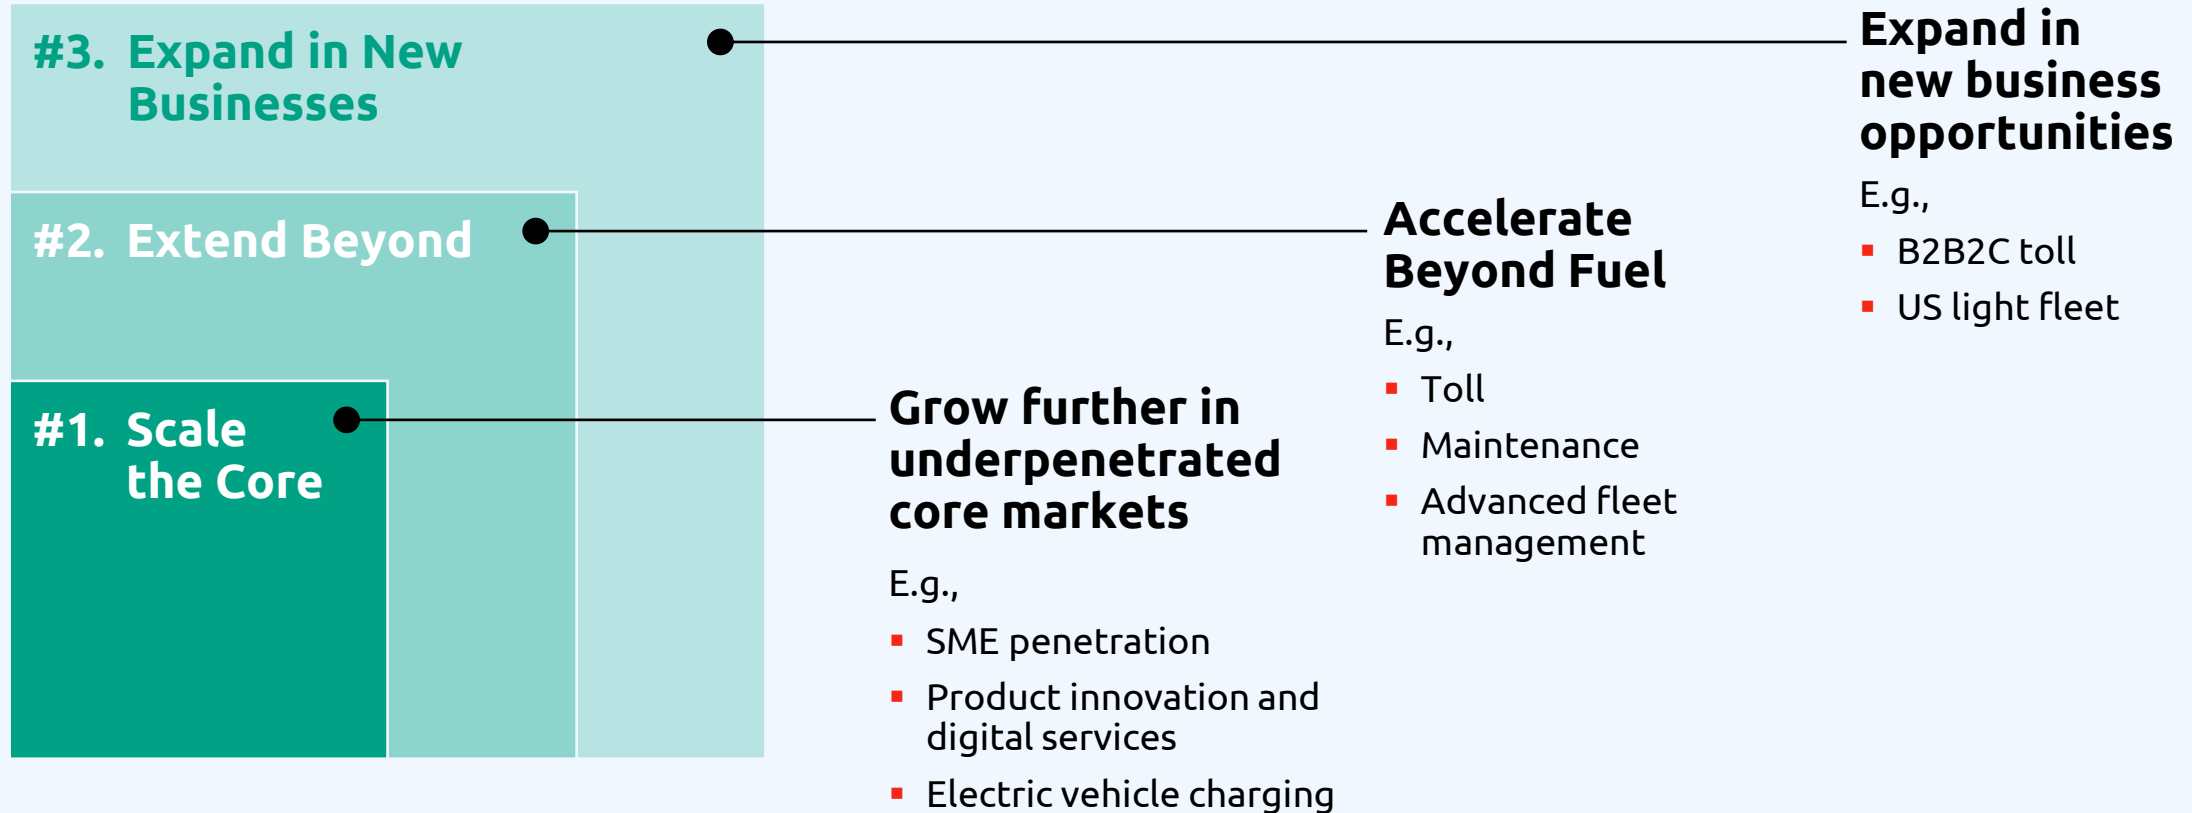 #3. Expand in New
Businesses
#2. Extend Beyond
#1. Scale
the Core
Grow further in
underpenetrated
core markets
E.g.,
▪ SME penetration
▪ Product innovation and
digital services
▪ Electric vehicle charging
Accelerate
Beyond Fuel
E.g.,
▪ Toll
▪ Maintenance
▪ Advanced fleet
management
Expand in
new business
opportunities
E.g.,
▪ B2B2C toll
▪ US light fleet